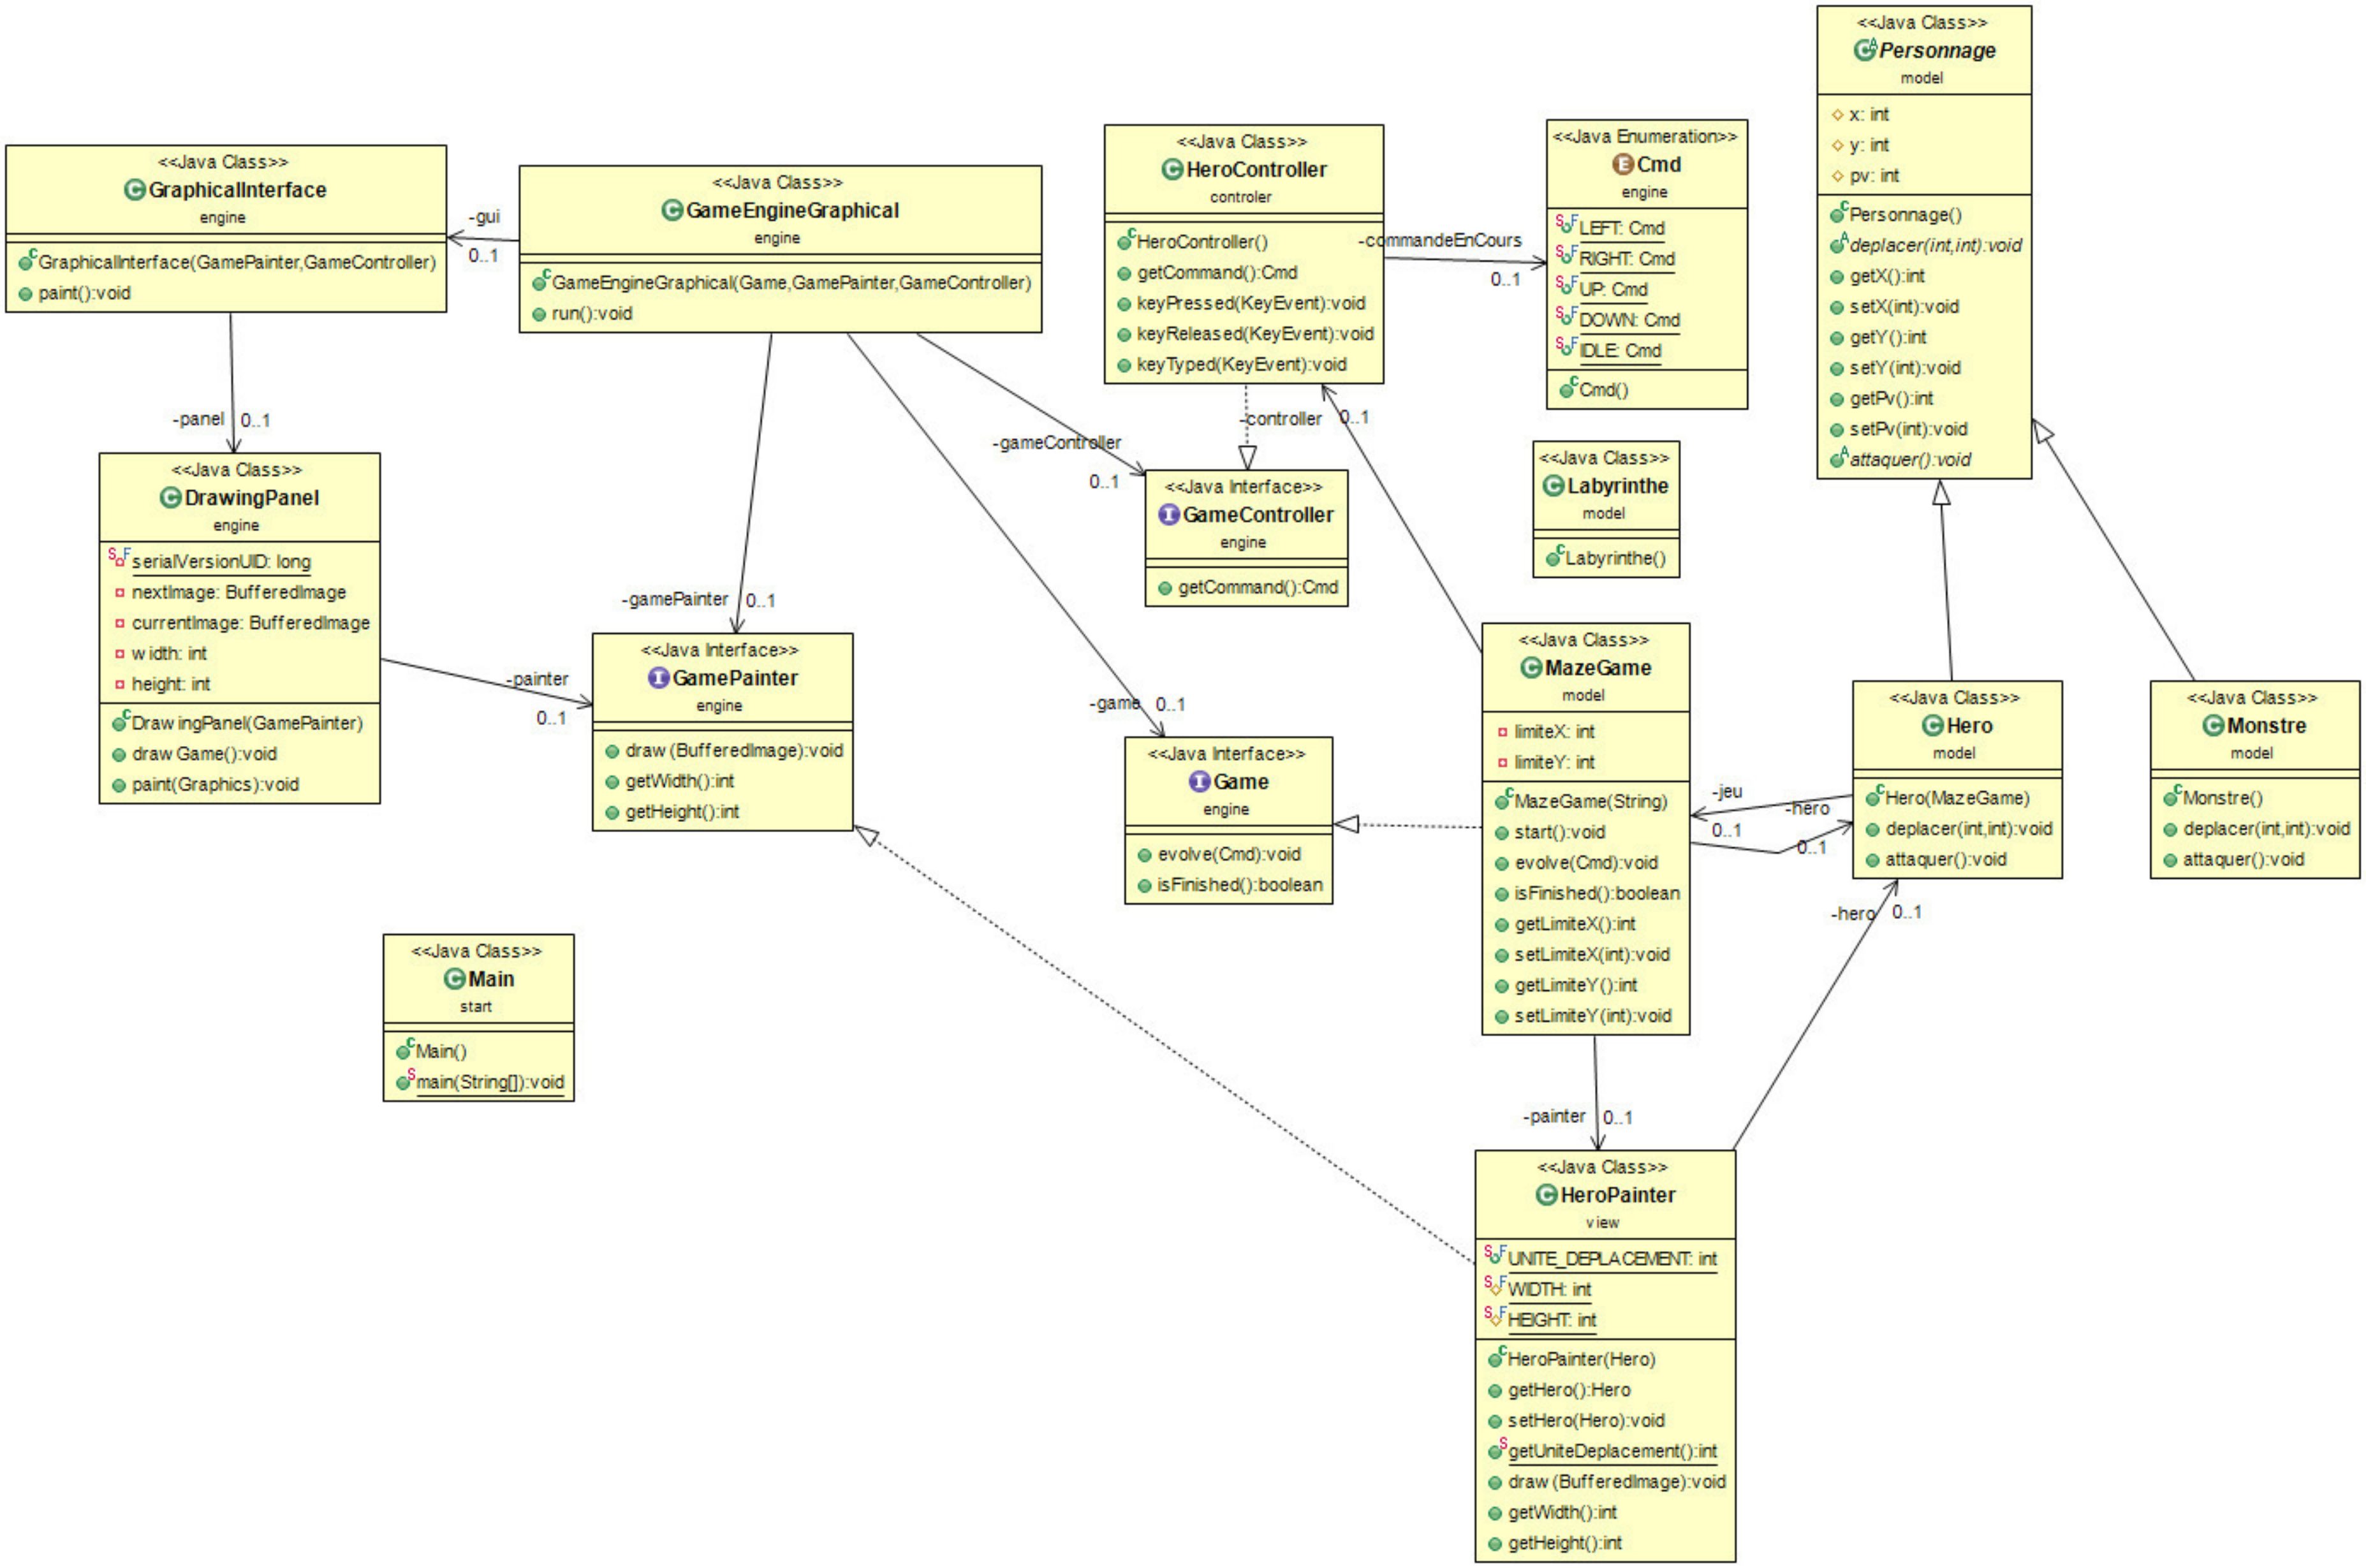 <<Java Class>>
GraphicalInterface
engine
GraphicalInterface(GamePainter,GameController)
paint():void
-gui
0..1
<<Java Class>>
GameEngineGraphical
engine
GameEngineGraphical(Game,GamePainter,GameController)
run():void
<<Java Class>>
HeroController
controler
HeroController()
getCommand():Cmd
keyPressed(KeyEvent):void
keyReleased(KeyEvent):void
keyTyped(KeyEvent):void
-commandeEnCours
0..1
<<Java Enumeration>>
Cmd
engine
LEFT: Cmd
RIGHT: Cmd
UP: Cmd
DOWN: Cmd
IDLE: Cmd
Cmd()
<<Java Class>>
Personnage
model
x: int
y: int
pv: int
Personnage()
deplacer(int,int):void
getX():int
setX(int):void
getY():int
setY(int):void
getPv():int
setPv(int):void
attaquer():void
-panel 0..1
<<Java Class>>
DrawingPanel
engine
serialVersionUID: long
nextImage: BufferedImage
currentImage: BufferedImage
width: int
height: int
DrawingPanel(GamePainter)
drawGame():void
paint(Graphics):void
-painter
0..1
-gamePainter 0..1
<<Java Interface>>
GamePainter
engine
draw(BufferedImage):void
getWidth():int
getHeight():int
-gameController
0..1
-controller 0..1
<<Java Interface>>
GameController
engine
getCommand():Cmd
<<Java Class>>
Labyrinthe
model
Labyrinthe()
-game 0..1
<<Java Interface>>
Game
engine
evolve(Cmd):void
isFinished():boolean
<<Java Class>>
MazeGame
model
limiteX: int
limiteY: int
MazeGame(String)
start():void
evolve(Cmd):void
isFinished():boolean
getLimiteX():int
setLimiteX(int):void
getLimiteY():int
setLimiteY(int):void
-jeu
0..1
-hero
0..1
<<Java Class>>
Hero
model
Hero(MazeGame)
deplacer(int,int):void
attaquer():void
<<Java Class>>
Monstre
model
Monstre()
deplacer(int,int):void
attaquer():void
-hero 0..1
<<Java Class>>
Main
start
Main()
main(String[]):void
-painter 0..1
<<Java Class>>
HeroPainter
view
UNITE_DEPLACEMENT: int
WIDTH: int
HEIGHT: int
HeroPainter(Hero)
getHero():Hero
setHero(Hero):void
getUniteDeplacement():int
draw(BufferedImage):void
getWidth():int
getHeight():int